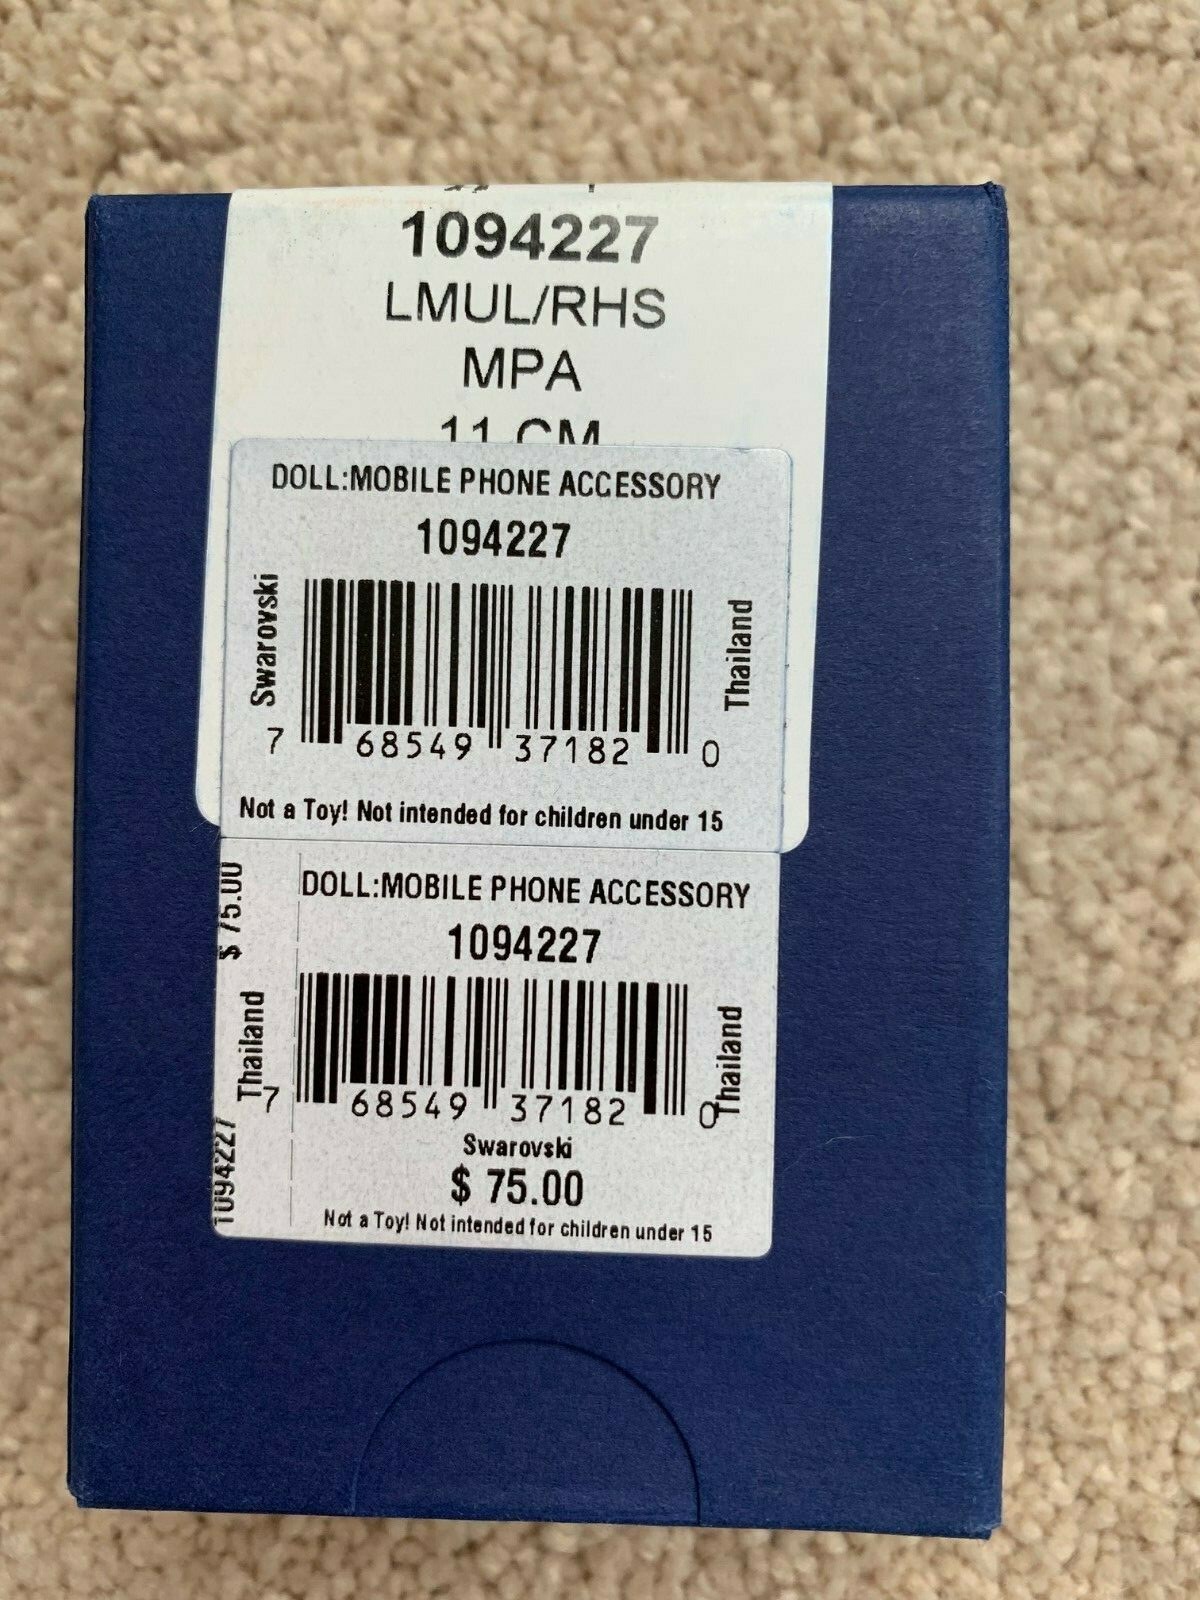 1094227
LMUL/RHS
MPA
11 CM
DOLL:MOBILE PHONE ACCESSORY
1094227
Swarovski
Thailand
7 68549 37182 0
Not a Toy! Not intended for children under 15
$ 75.00
Thailand
1094227
DOLL:MOBILE PHONE ACCESSORY
1094227
Thailand
7 68549 37182 0
Swarovski
$ 75.00
Not a Toy! Not intended for children under 15